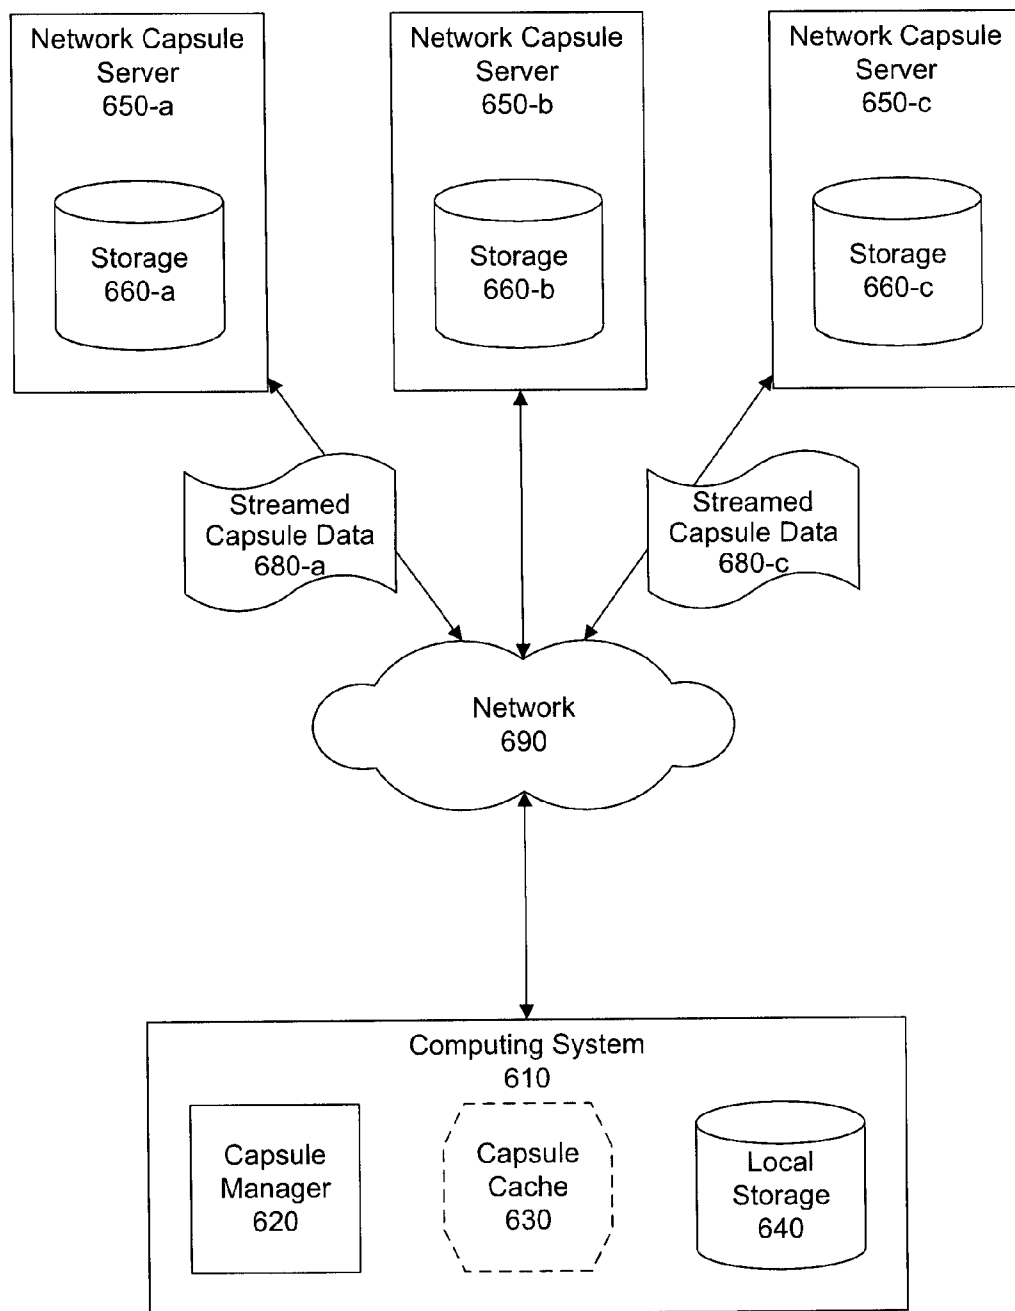 Network Capsule
Server
650-a
Storage
660-a
Network Capsule
Server
650-b
Storage
660-b
Network Capsule
Server
650-c
Storage
660-c
Streamed
Capsule Data
680-a
Streamed
Capsule Data
680-c
Network
690
Computing System
610
Capsule
Manager
620
Capsule
Cache
630
Local
Storage
640